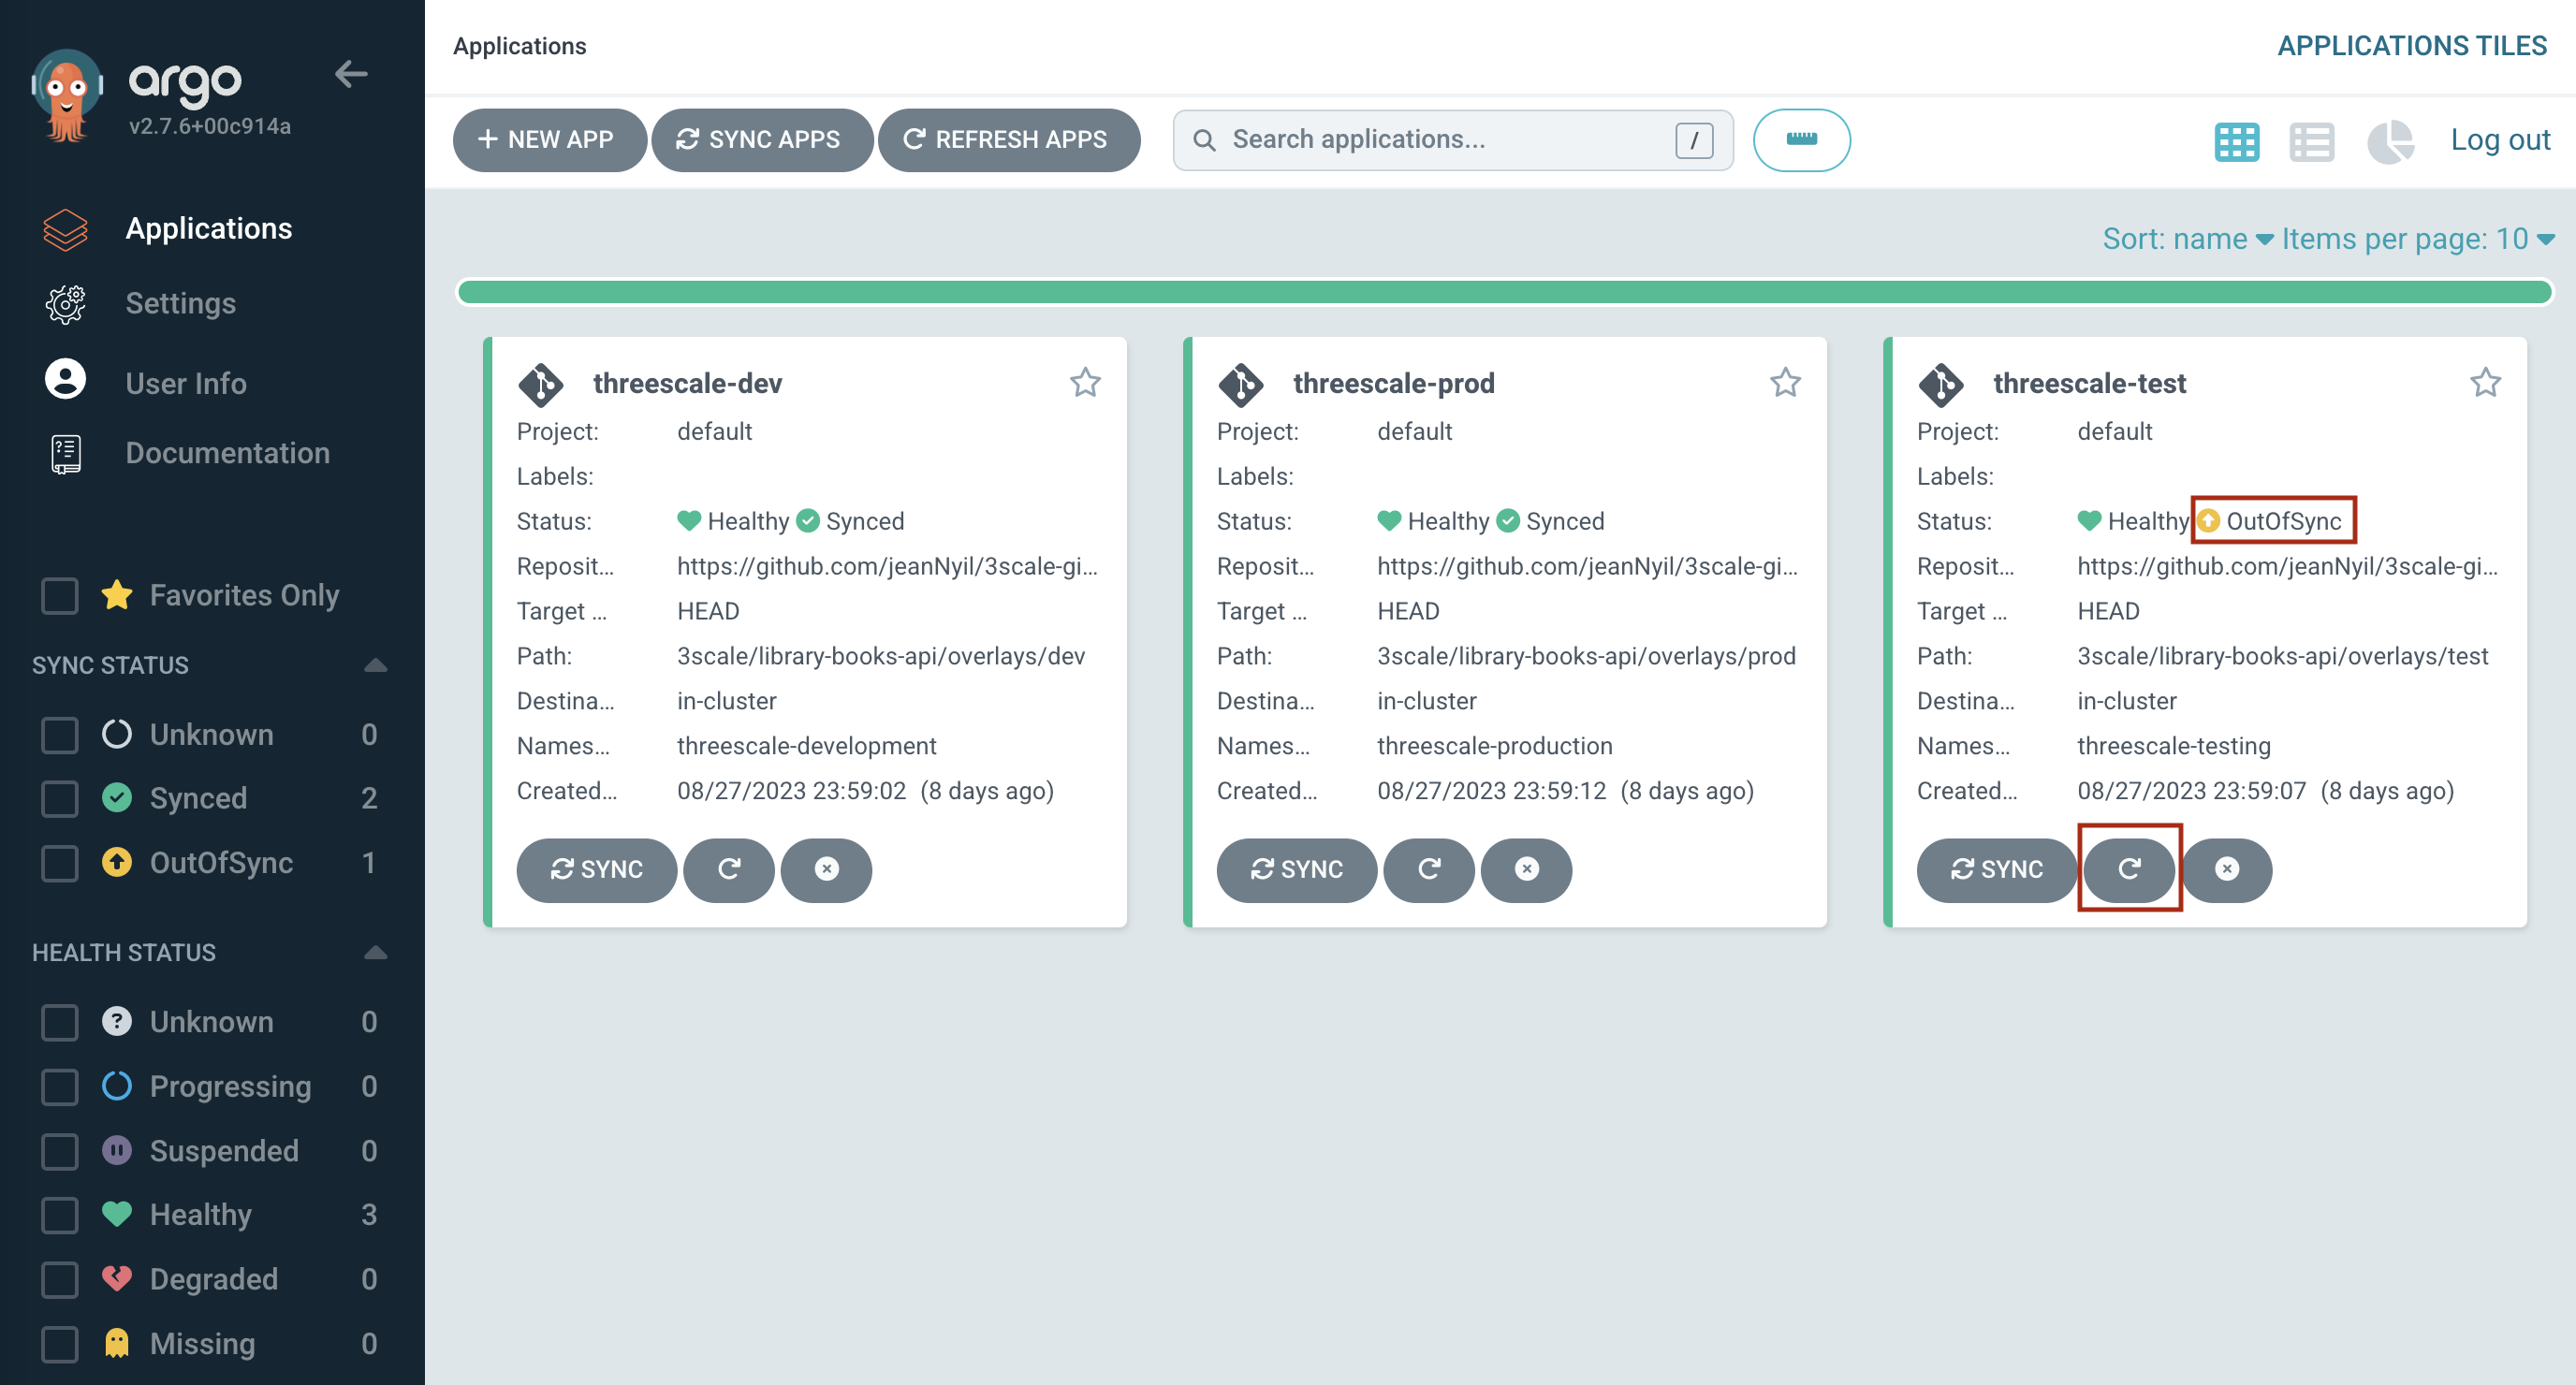 argo
v2.7.6+00c914a
Applications
Settings
User Info
Documentation
Favorites Only
SYNC STATUS
Unknown 0
Synced 2
OutOfSync 1
HEALTH STATUS
? Unknown 0
Progressing 0
Suspended 0
Healthy 3
Degraded 0
Missing 0
Applications
APPLICATIONS TILES
+ NEW APP
SYNC APPS
REFRESH APPS
Search applications... /
Log out
Sort: name Items per page: 10
threescale-dev
Project: default
Labels:
Status: Healthy Synced
Reposit... https://github.com/jeanNyil/3scale-gi...
Target ... HEAD
Path: 3scale/library-books-api/overlays/dev
Destina... in-cluster
Names... threescale-development
Created... 08/27/2023 23:59:02 (8 days ago)
SYNC
threescale-prod
Project: default
Labels:
Status: Healthy Synced
Reposit... https://github.com/jeanNyil/3scale-gi...
Target ... HEAD
Path: 3scale/library-books-api/overlays/prod
Destina... in-cluster
Names... threescale-production
Created... 08/27/2023 23:59:12 (8 days ago)
SYNC
threescale-test
Project: default
Labels:
Status: Healthy OutOfSync
Reposit... https://github.com/jeanNyil/3scale-gi...
Target ... HEAD
Path: 3scale/library-books-api/overlays/test
Destina... in-cluster
Names... threescale-testing
Created... 08/27/2023 23:59:07 (8 days ago)
SYNC